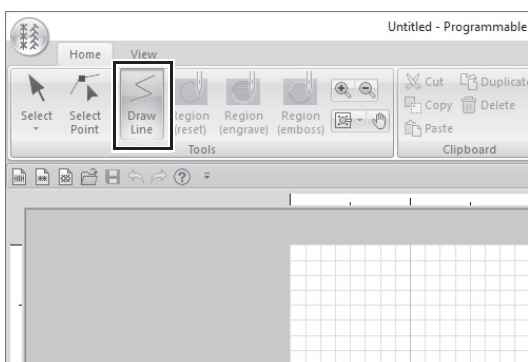 Untitled - Programmable
Home View
Select
Select Point
Draw Line
Region (reset)
Region (engrave)
Region (emboss)
Cut
Duplicate
Copy
Delete
Paste
Tools
Clipboard